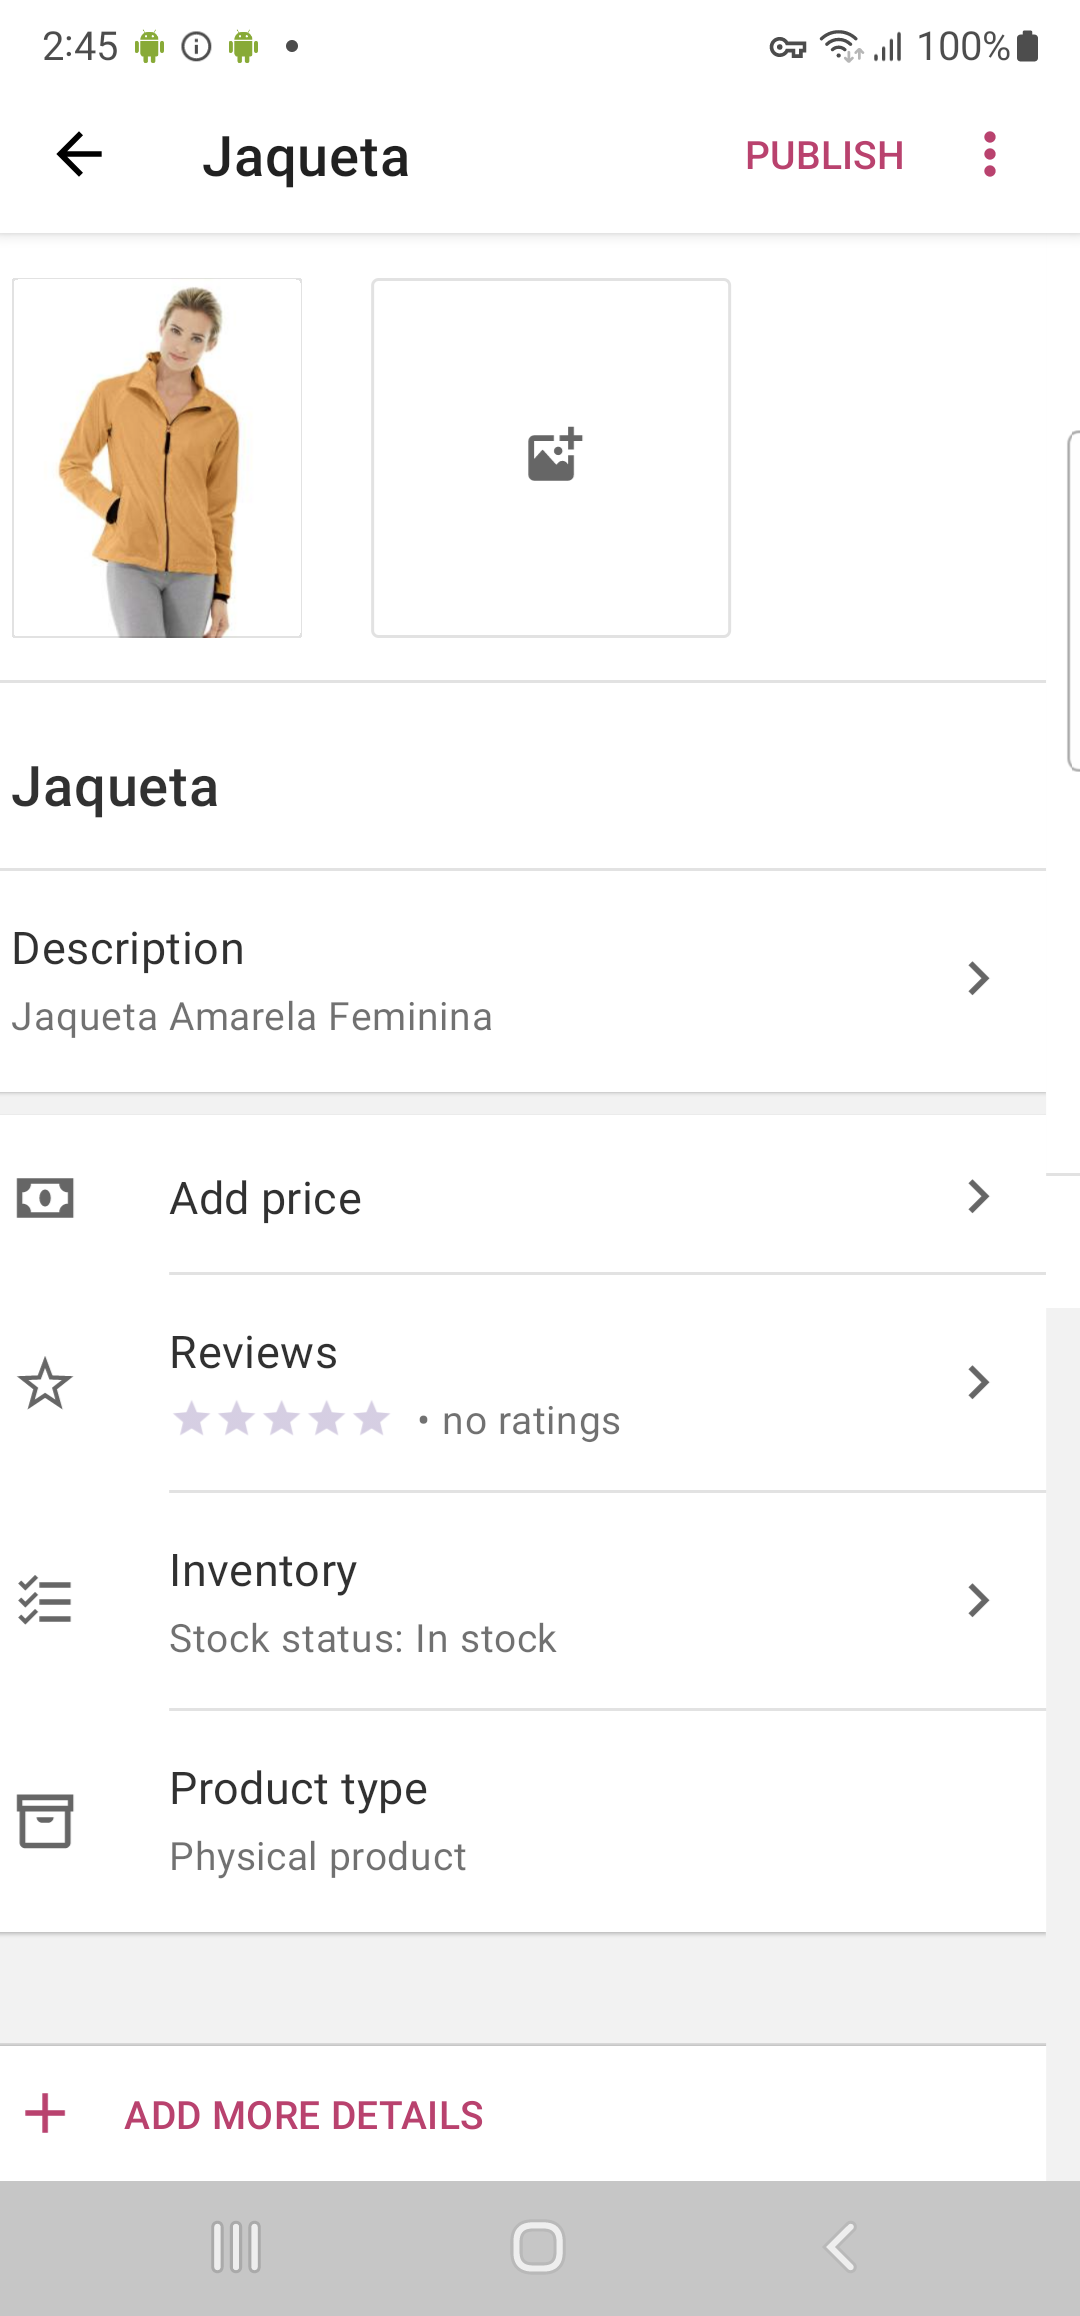 2:45
100%
Jaqueta
PUBLISH
Jaqueta
Description
Jaqueta Amarela Feminina
Add price
Reviews
• no ratings
Inventory
Stock status: In stock
Product type
Physical product
ADD MORE DETAILS